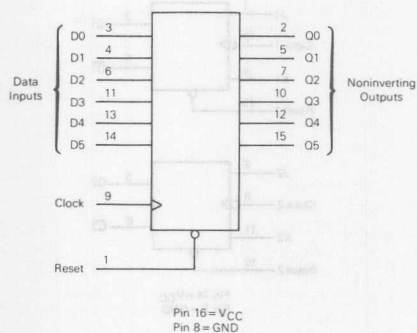 D0 3 2 Q0
D1 4 5 Q1
Data Inputs D2 6 7 Q2 Noninverting Outputs
D3 11 10 Q3
D4 13 12 Q4
D5 14 15 Q5
Clock 9
Reset 1
Pin 16 = VCC
Pin 8 = GND